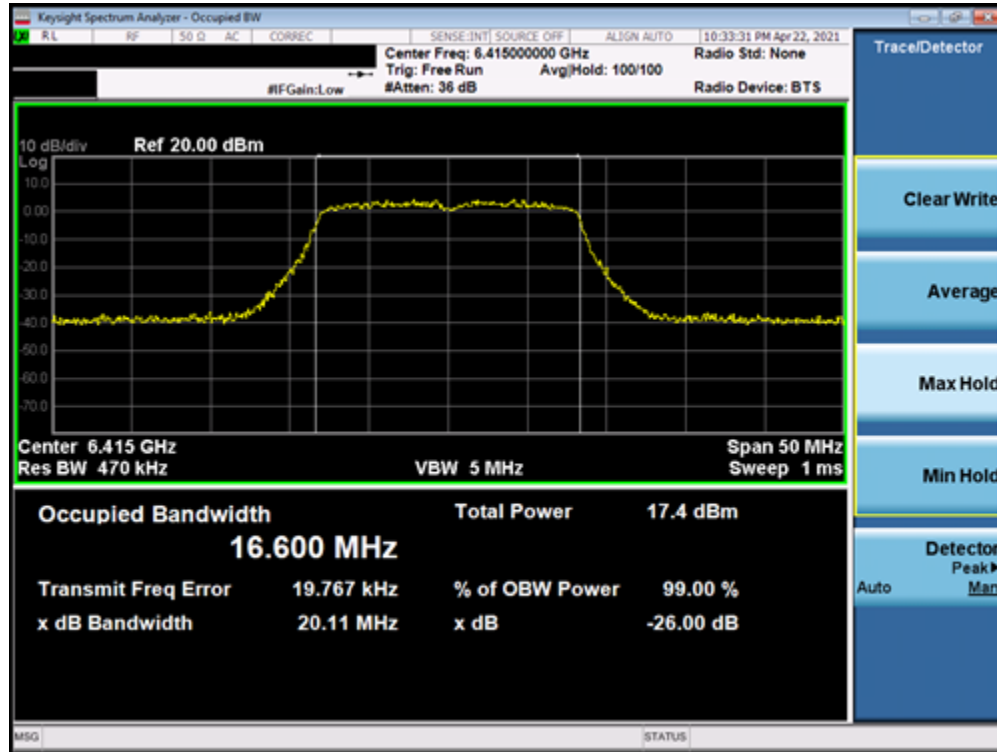 Keysight Spectrum Analyzer - Occupied BW
RL RF 50 Ω AC CORREC SENSE:INT SOURCE OFF ALIGN AUTO 10:33:31 PM Apr 22, 2021
Center Freq: 6.415000000 GHz Radio Std: None
Trig: Free Run Avg|Hold: 100/100
#IFGain:Low #Atten: 36 dB Radio Device: BTS
Trace/Detector
10 dB/div Ref 20.00 dBm
Log
10.0
0.00
-10.0
-20.0
-30.0
-40.0
-50.0
-60.0
-70.0
Center 6.415 GHz Span 50 MHz
Res BW 470 kHz VBW 5 MHz Sweep 1 ms
Occupied Bandwidth Total Power 17.4 dBm
16.600 MHz
Transmit Freq Error 19.767 kHz % of OBW Power 99.00 %
x dB Bandwidth 20.11 MHz x dB -26.00 dB
Clear Write
Average
Max Hold
Min Hold
Detector
Peak
Auto Man
MSG STATUS